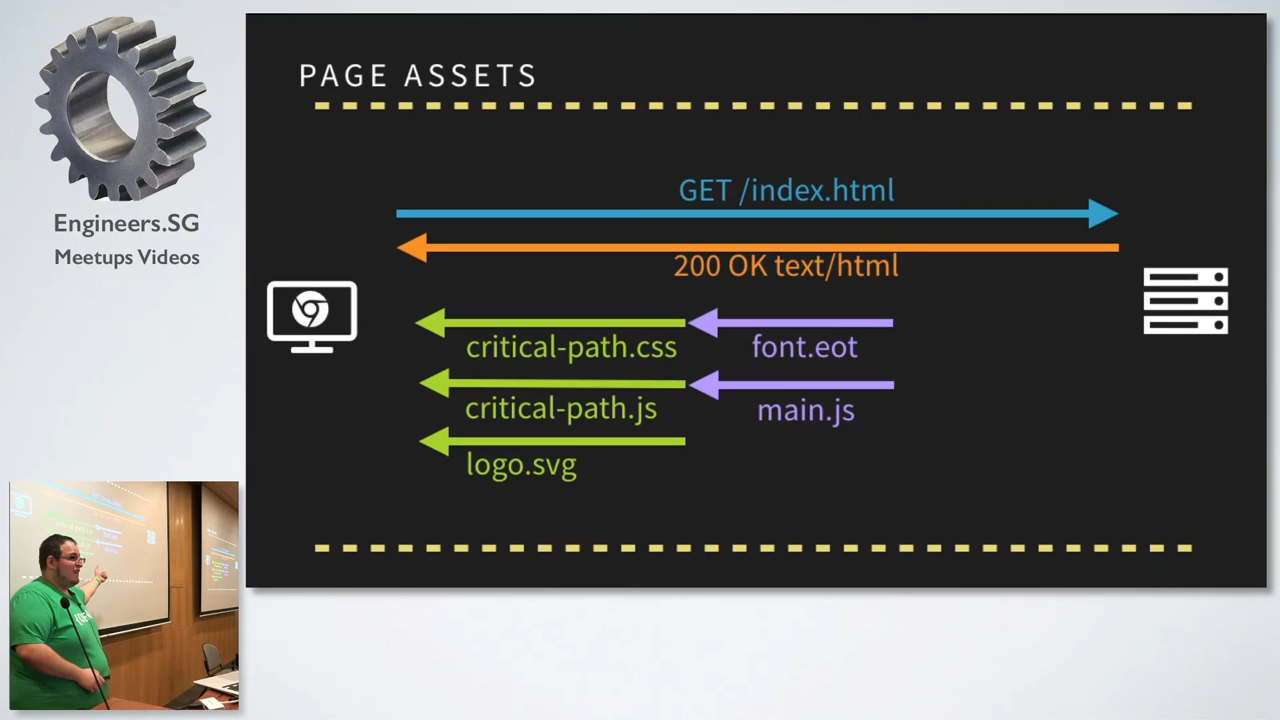 Engineers.SG
Meetups Videos
PAGE ASSETS
GET /index.html
200 OK text/html
critical-path.css
font.eot
critical-path.js
main.js
logo.svg